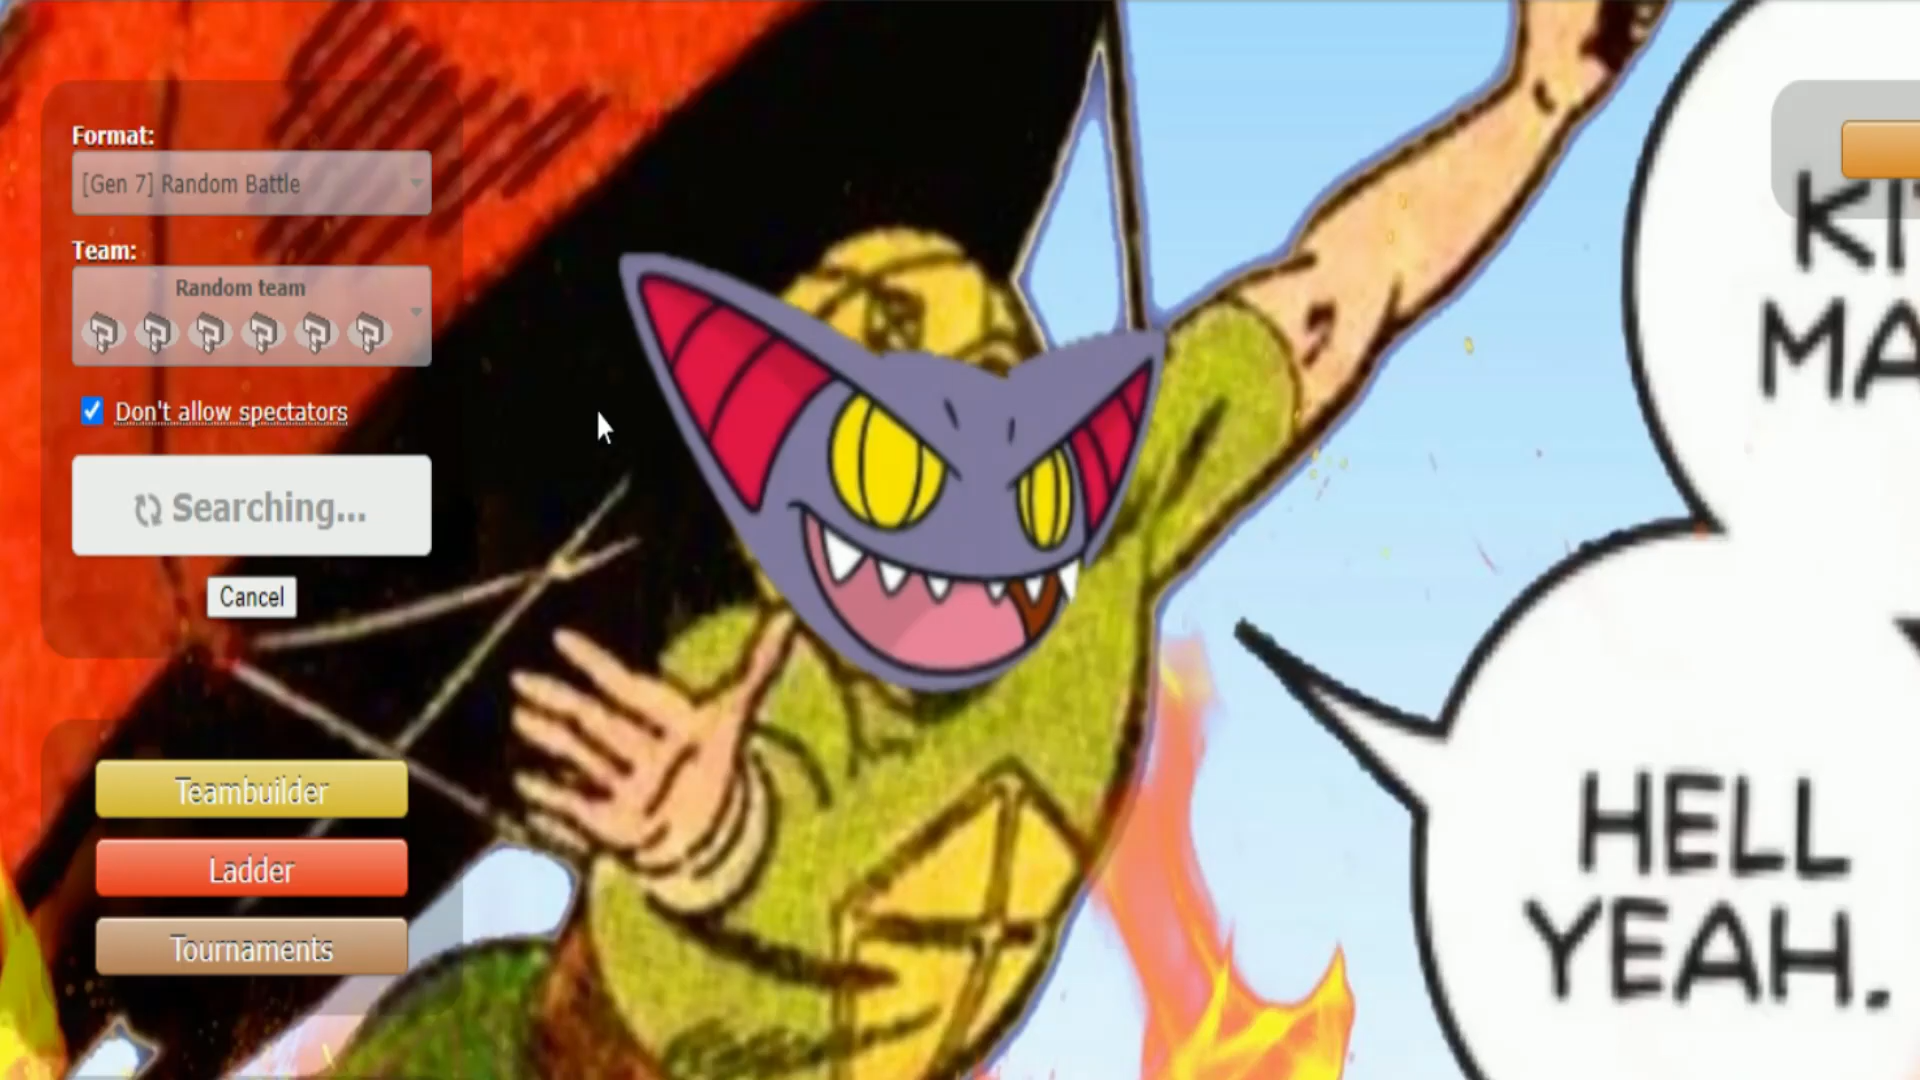 Format:
[Gen 7] Random Battle
Team:
Random team
Don't allow spectators
Searching...
Cancel
Teambuilder
Ladder
Tournaments
HELL
YEAH.